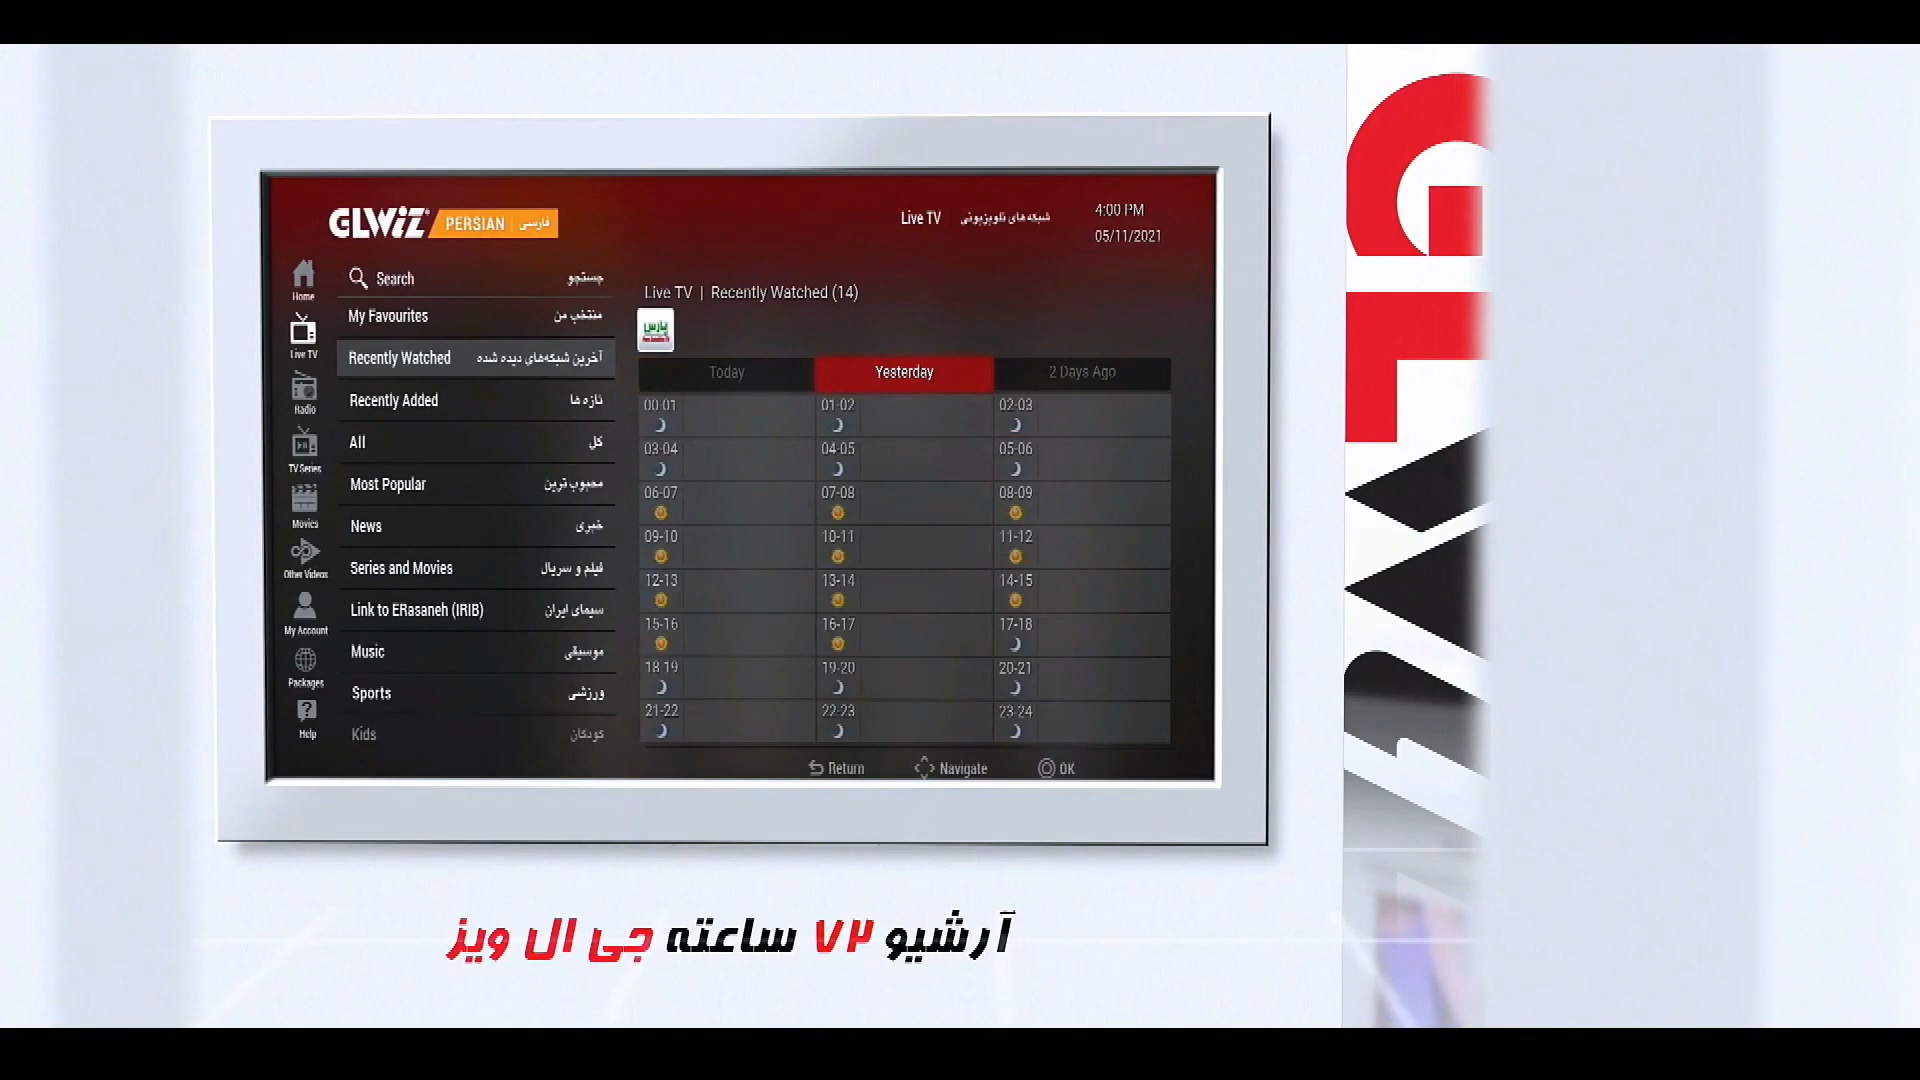 GLWiZ PERSIAN | فارسی
Live TV شبکه های تلویزیونی
4:00 PM
05/11/2021
Home
Live TV
Radio
TV Series
Movies
Other Videos
My Account
Packages
Help
Search جستجو
My Favourites منتخب من
Recently Watched آخرین شبکه‌های دیده شده
Recently Added تازه ها
All کل
Most Popular محبوب ترین
News خبری
Series and Movies فیلم و سریال
Link to ERasaneh (IRIB) سیمای ایران
Music موسیقی
Sports ورزشی
Kids کودکان
Live TV | Recently Watched (14)
پارس
Today Yesterday 2 Days Ago
00-01 01-02 02-03
03-04 04-05 05-06
06-07 07-08 08-09
09-10 10-11 11-12
12-13 13-14 14-15
15-16 16-17 17-18
18-19 19-20 20-21
21-22 22-23 23-24
Return Navigate OK
آرشیو ۷۲ ساعته جی ال ویز